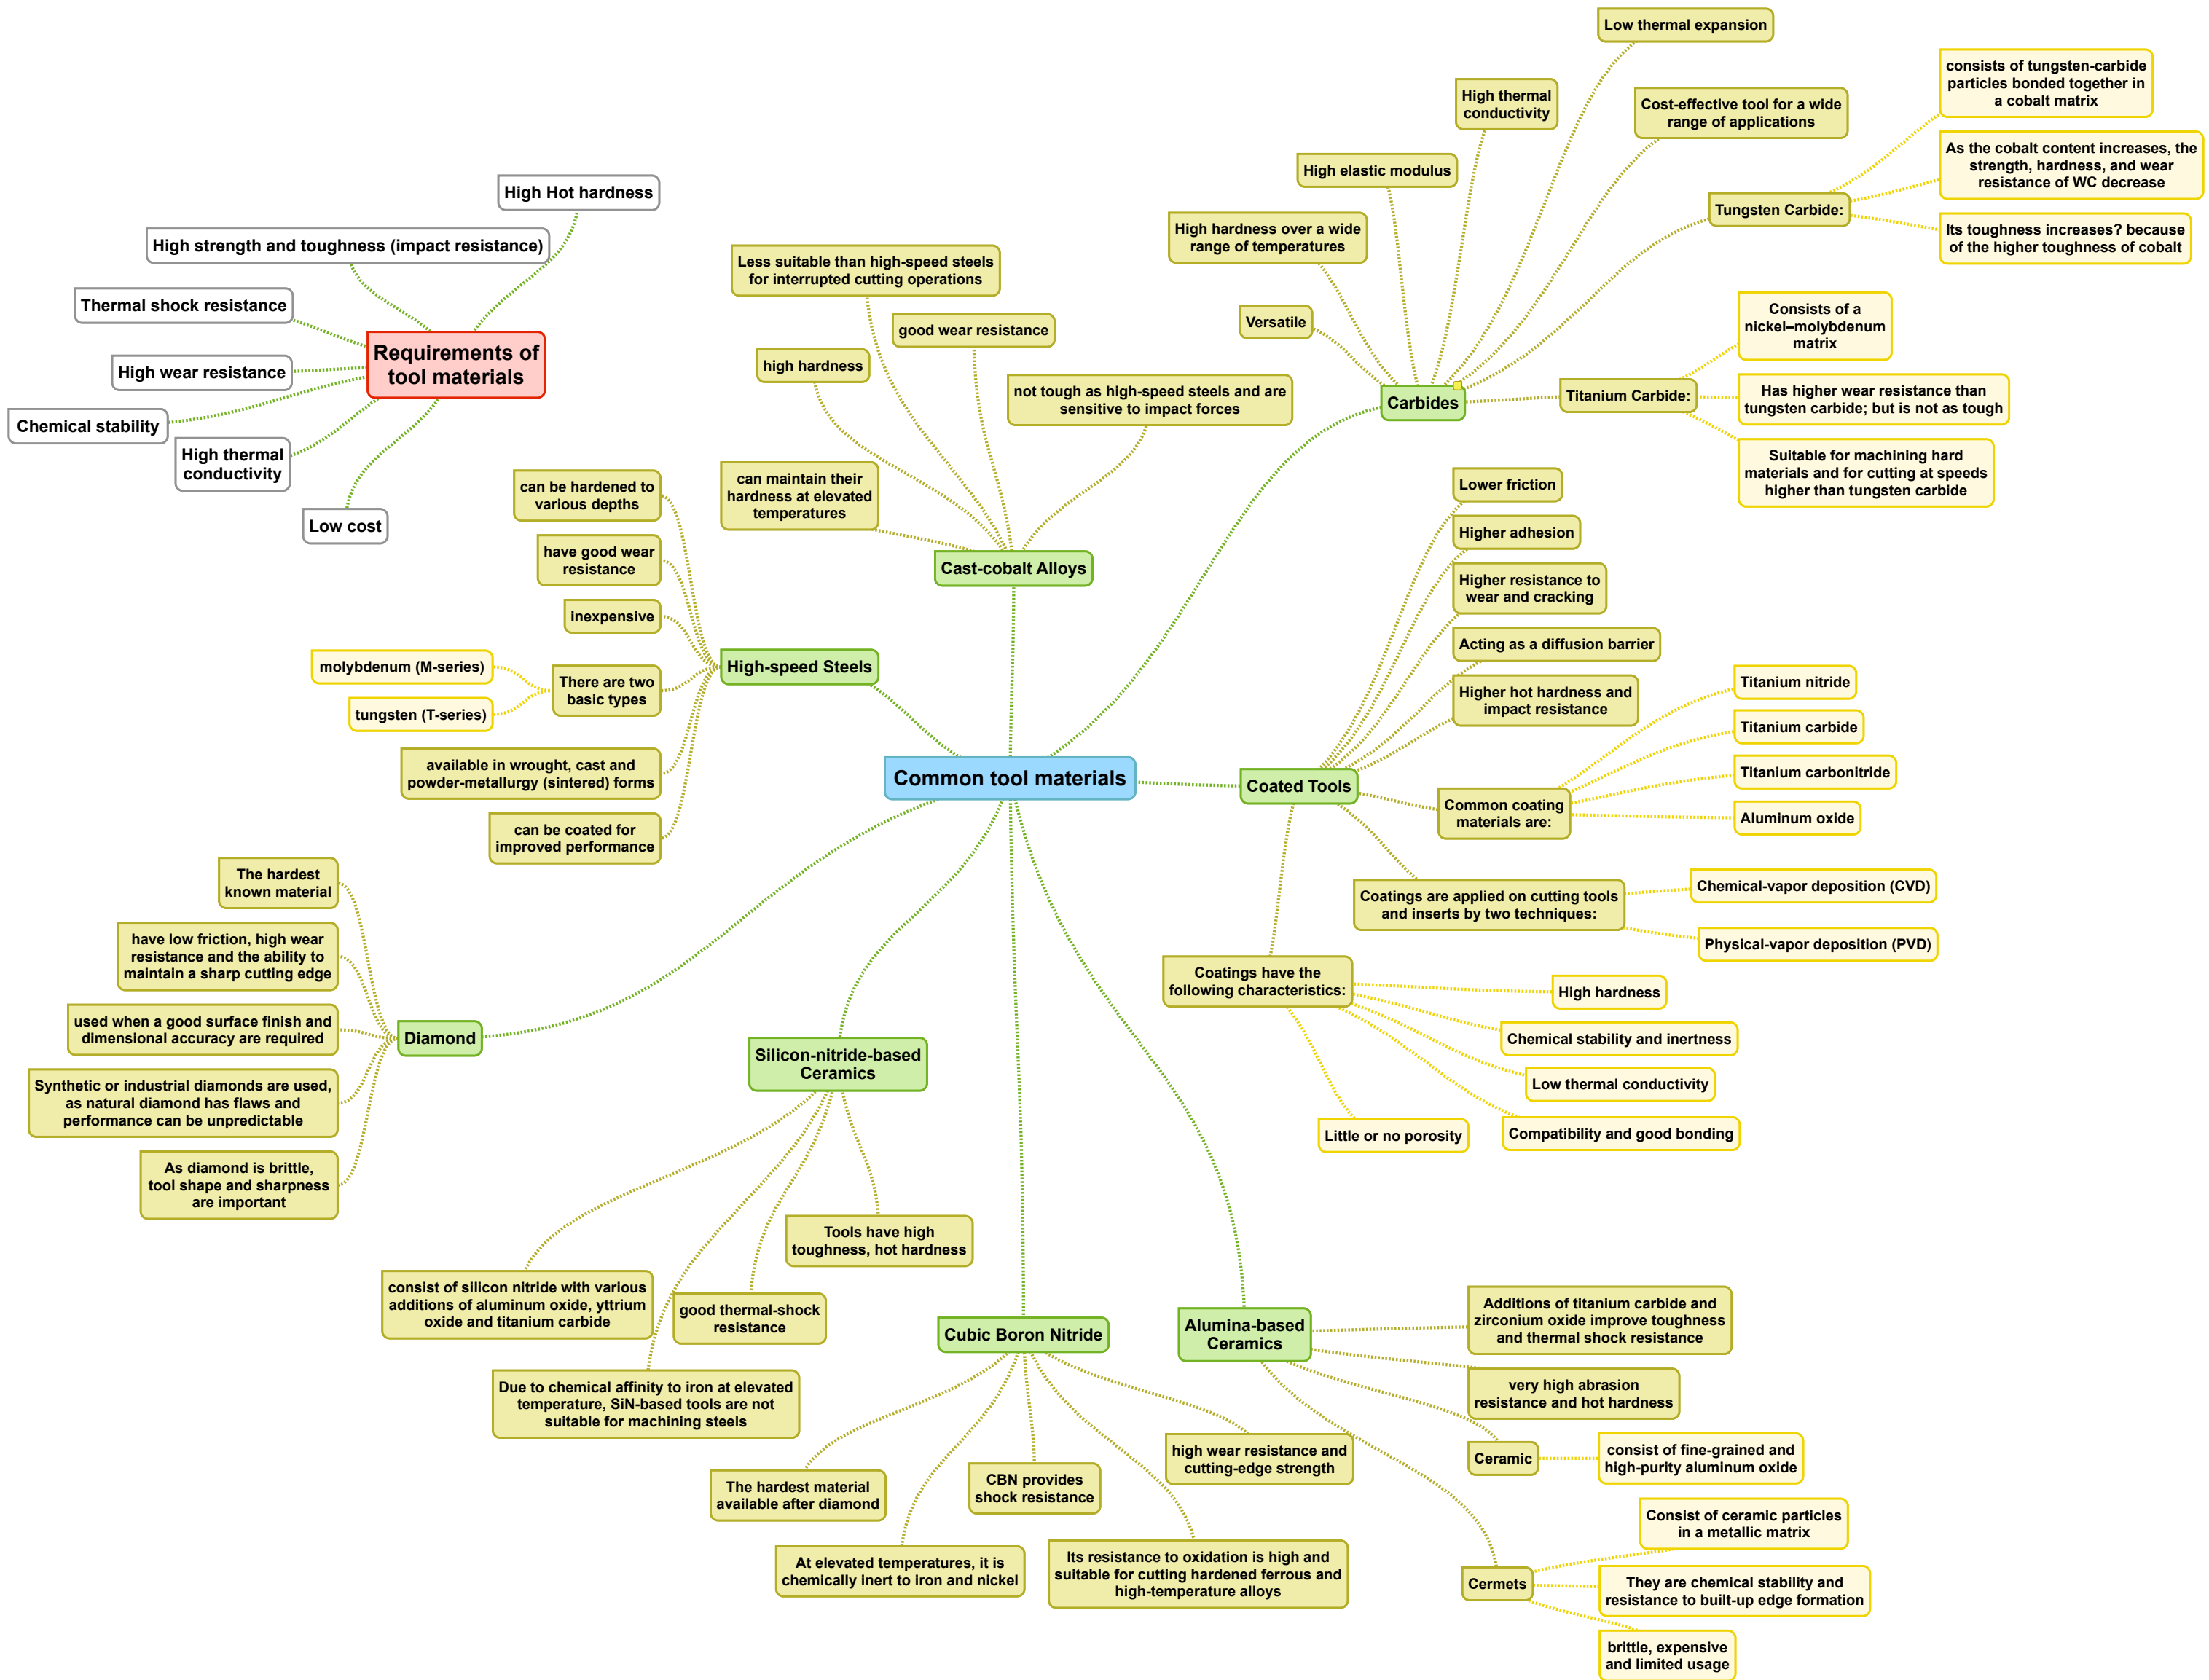 Requirements of
tool materials
High Hot hardness
High strength and toughness (impact resistance)
Thermal shock resistance
High wear resistance
Chemical stability
High thermal
conductivity
Low cost
Common tool materials
High-speed Steels
can be hardened to
various depths
have good wear
resistance
inexpensive
There are two
basic types
molybdenum (M-series)
tungsten (T-series)
available in wrought, cast and
powder-metallurgy (sintered) forms
can be coated for
improved performance
Cast-cobalt Alloys
Less suitable than high-speed steels
for interrupted cutting operations
good wear resistance
high hardness
not tough as high-speed steels and are
sensitive to impact forces
can maintain their
hardness at elevated
temperatures
Carbides
Low thermal expansion
High thermal
conductivity
Cost-effective tool for a wide
range of applications
High elastic modulus
High hardness over a wide
range of temperatures
Versatile
Tungsten Carbide:
consists of tungsten-carbide
particles bonded together in
a cobalt matrix
As the cobalt content increases, the
strength, hardness, and wear
resistance of WC decrease
Its toughness increases? because
of the higher toughness of cobalt
Titanium Carbide:
Consists of a
nickel–molybdenum
matrix
Has higher wear resistance than
tungsten carbide; but is not as tough
Suitable for machining hard
materials and for cutting at speeds
higher than tungsten carbide
Coated Tools
Lower friction
Higher adhesion
Higher resistance to
wear and cracking
Acting as a diffusion barrier
Higher hot hardness and
impact resistance
Common coating
materials are:
Titanium nitride
Titanium carbide
Titanium carbonitride
Aluminum oxide
Coatings are applied on cutting tools
and inserts by two techniques:
Chemical-vapor deposition (CVD)
Physical-vapor deposition (PVD)
Coatings have the
following characteristics:
High hardness
Chemical stability and inertness
Low thermal conductivity
Compatibility and good bonding
Little or no porosity
Diamond
The hardest
known material
have low friction, high wear
resistance and the ability to
maintain a sharp cutting edge
used when a good surface finish and
dimensional accuracy are required
Synthetic or industrial diamonds are used,
as natural diamond has flaws and
performance can be unpredictable
As diamond is brittle,
tool shape and sharpness
are important
Silicon-nitride-based
Ceramics
Tools have high
toughness, hot hardness
consist of silicon nitride with various
additions of aluminum oxide, yttrium
oxide and titanium carbide
good thermal-shock
resistance
Due to chemical affinity to iron at elevated
temperature, SiN-based tools are not
suitable for machining steels
Cubic Boron Nitride
high wear resistance and
cutting-edge strength
CBN provides
shock resistance
The hardest material
available after diamond
At elevated temperatures, it is
chemically inert to iron and nickel
Its resistance to oxidation is high and
suitable for cutting hardened ferrous and
high-temperature alloys
Alumina-based
Ceramics
Additions of titanium carbide and
zirconium oxide improve toughness
and thermal shock resistance
very high abrasion
resistance and hot hardness
Ceramic
consist of fine-grained and
high-purity aluminum oxide
Cermets
Consist of ceramic particles
in a metallic matrix
They are chemical stability and
resistance to built-up edge formation
brittle, expensive
and limited usage